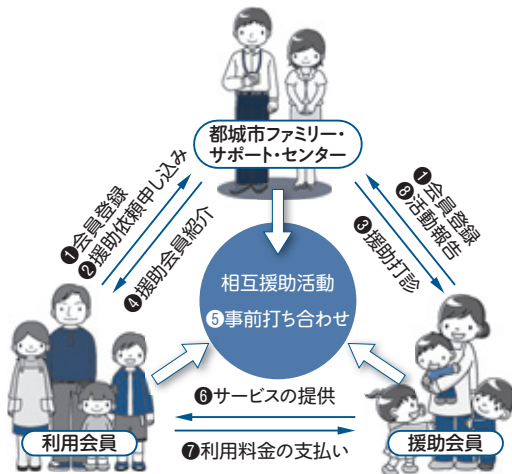 都城市ファミリー・
サポート・センター
❶会員登録
❷援助依頼申し込み
❹援助会員紹介
❶会員登録
❽活動報告
❸援助打診
相互援助活動
❺事前打ち合わせ
❻サービスの提供
❼利用料金の支払い
利用会員
援助会員